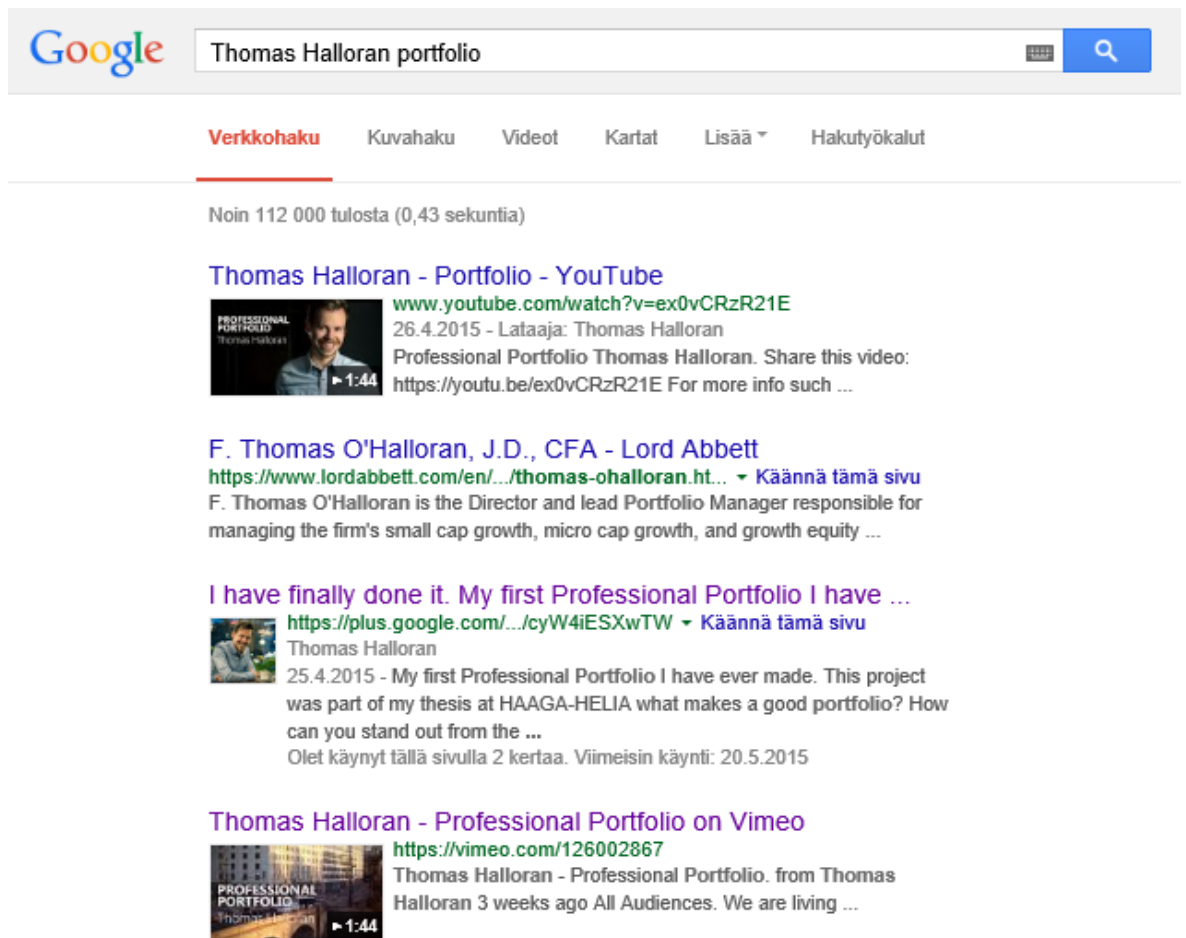 Google
Thomas Halloran portfolio
Verkkohaku Kuvahaku Videot Kartat Lisää Hakutyökalut
Noin 112 000 tulosta (0,43 sekuntia)
Thomas Halloran - Portfolio - YouTube
PROFESSIONAL
PORTFOLIO
Thomas Halloran
1:44
www.youtube.com/watch?v=ex0vCRzR21E
26.4.2015 - Lataaja: Thomas Halloran
Professional Portfolio Thomas Halloran. Share this video:
https://youtu.be/ex0vCRzR21E For more info such ...
F. Thomas O'Halloran, J.D., CFA - Lord Abbett
https://www.lordabbett.com/en/.../thomas-ohalloran.ht... Käännä tämä sivu
F. Thomas O'Halloran is the Director and lead Portfolio Manager responsible for
managing the firm's small cap growth, micro cap growth, and growth equity ...
I have finally done it. My first Professional Portfolio I have ...
https://plus.google.com/.../cyW4iESXwTW Käännä tämä sivu
Thomas Halloran
25.4.2015 - My first Professional Portfolio I have ever made. This project
was part of my thesis at HAAGA-HELIA what makes a good portfolio? How
can you stand out from the ...
Olet käynyt tällä sivulla 2 kertaa. Viimeisin käynti: 20.5.2015
Thomas Halloran - Professional Portfolio on Vimeo
PROFESSIONAL
PORTFOLIO
Thomas Halloran
1:44
https://vimeo.com/126002867
Thomas Halloran - Professional Portfolio. from Thomas
Halloran 3 weeks ago All Audiences. We are living ...